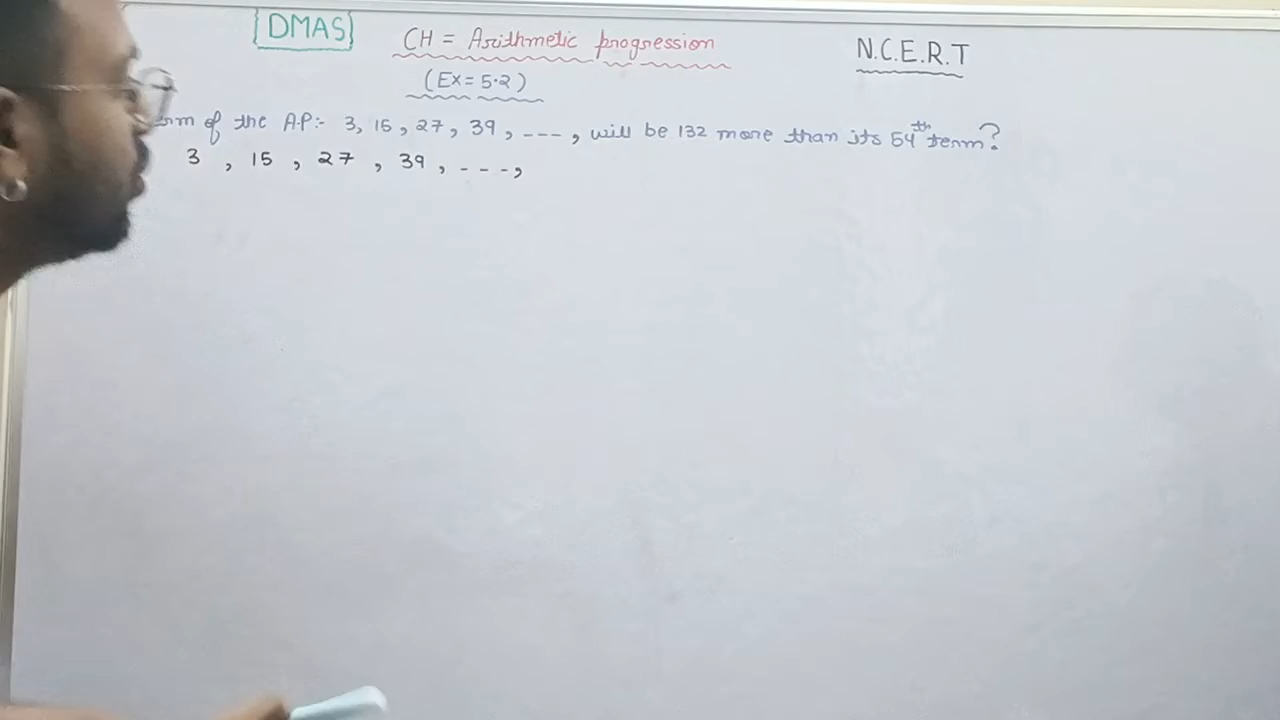 DMAS
CH = Arithmetic progression
N.C.E.R.T
(Ex = 5.2)
of the A.P:- 3, 15, 27, 39, ---, will be 132 more than its 54th term?
3 , 15 , 27 , 39 , - - - ,